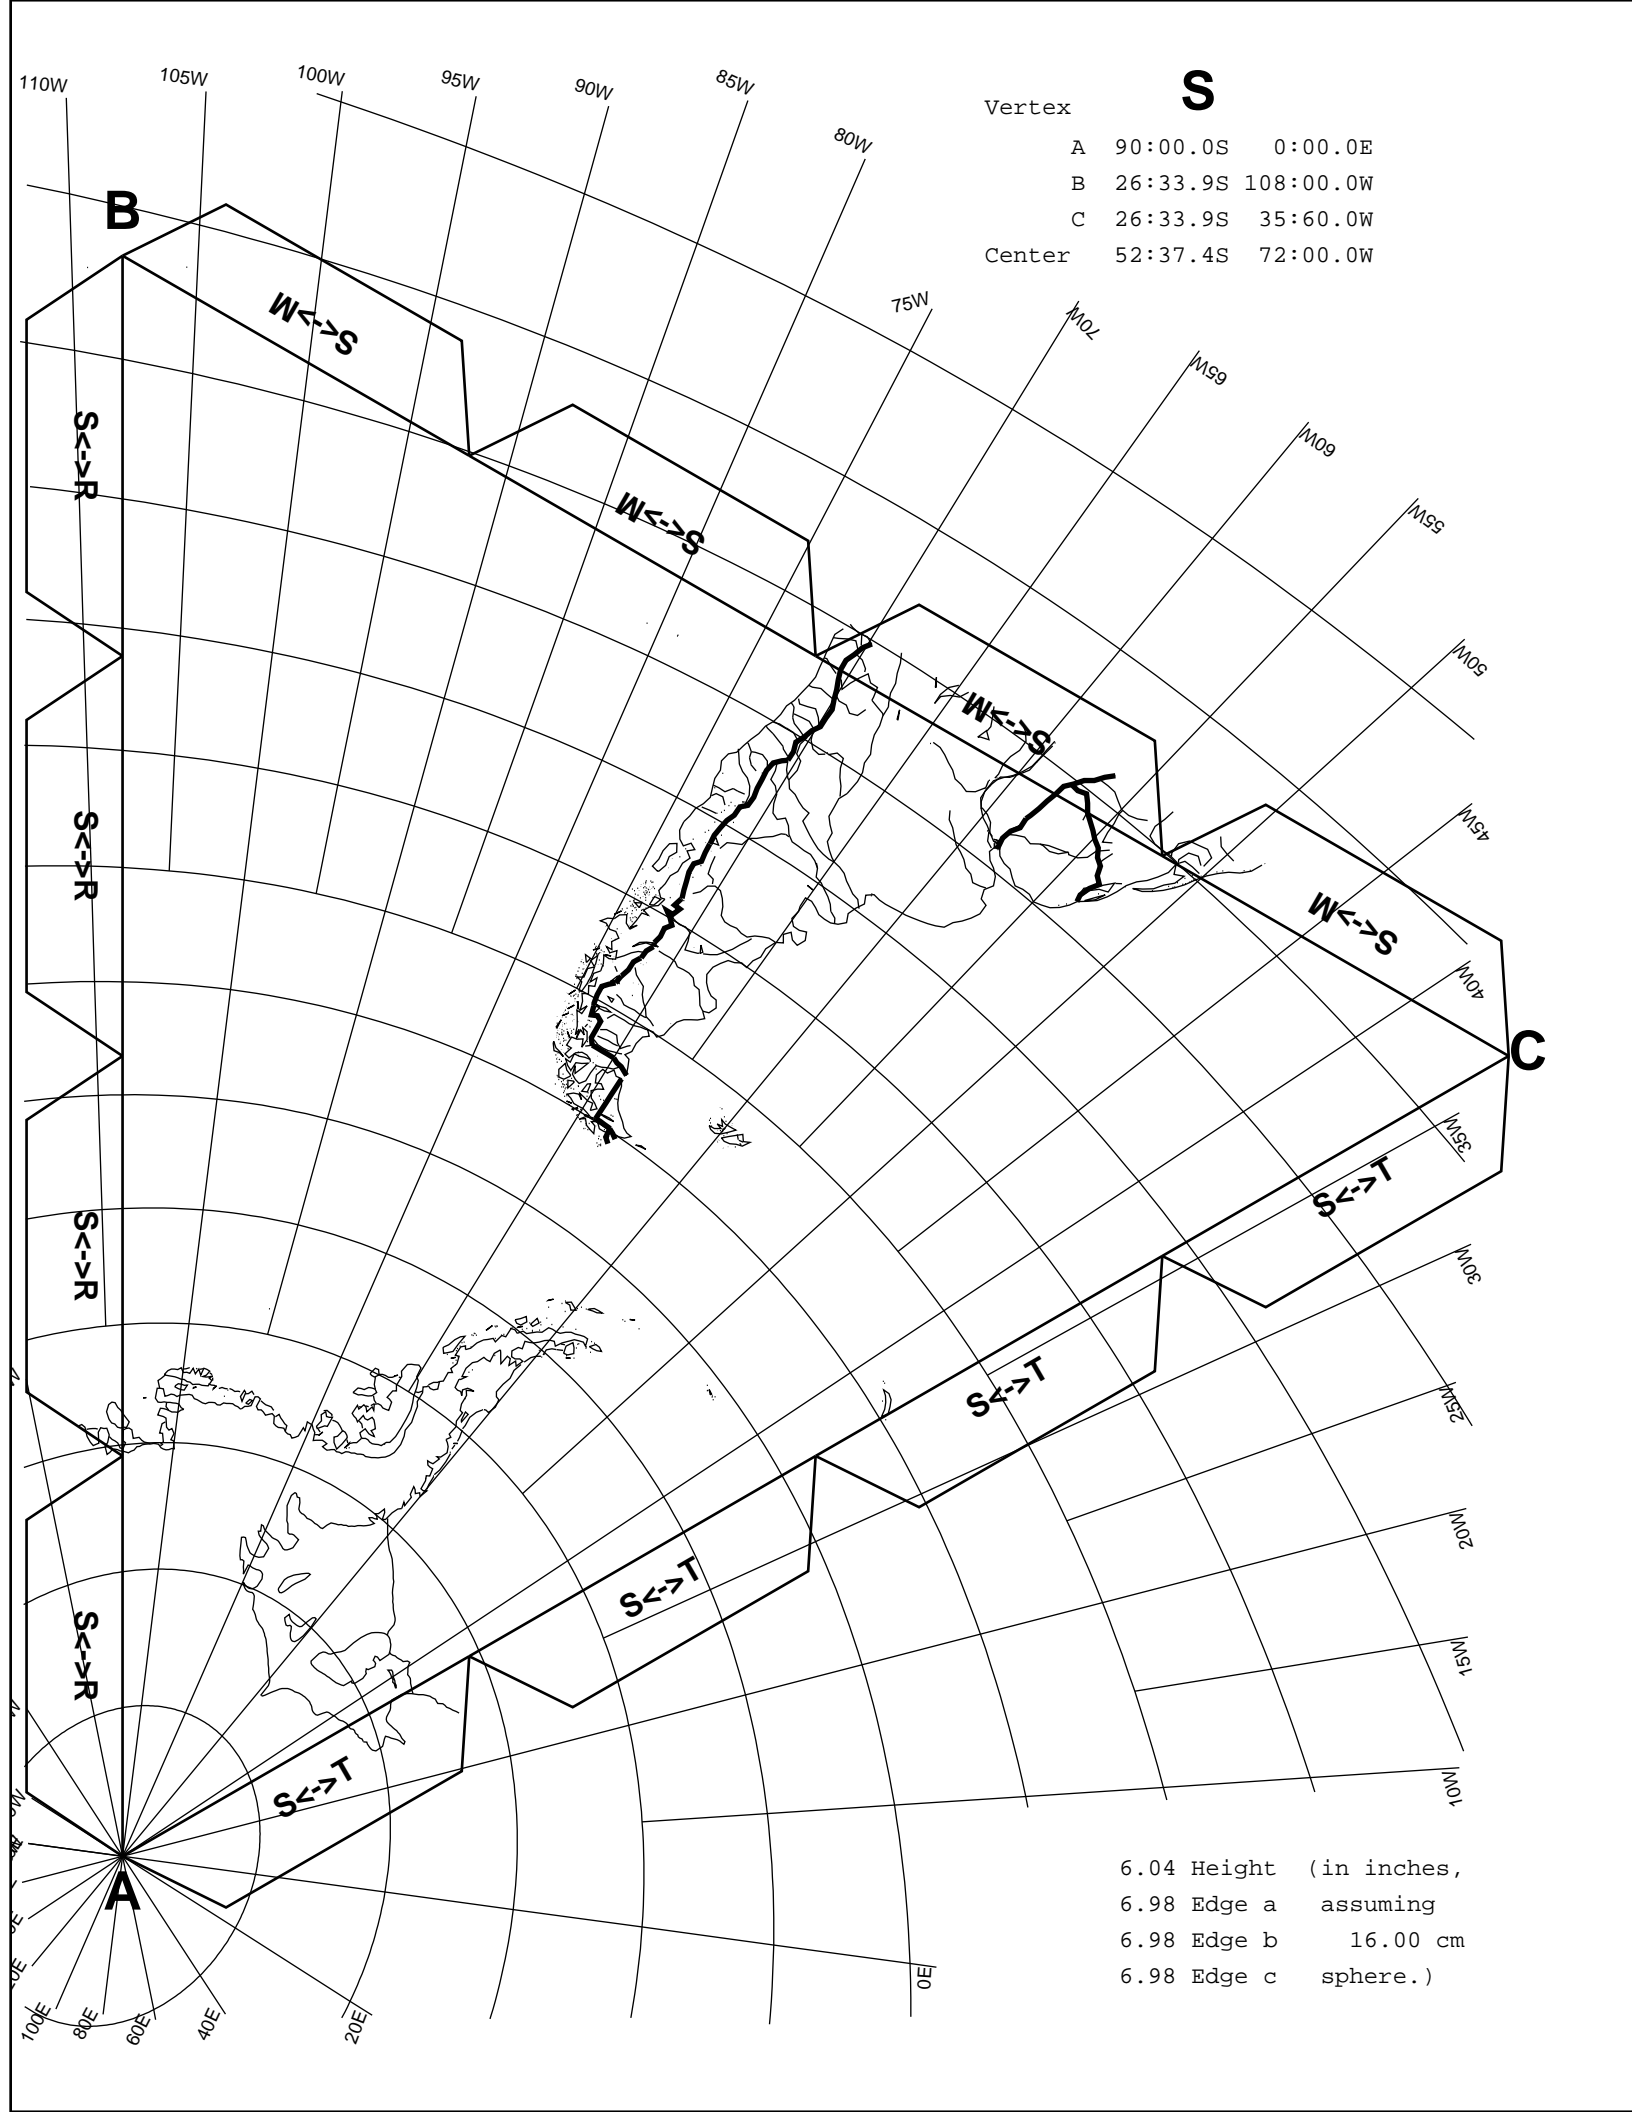 110W
105W
100W
95W
90W
85W
80W
75W
70W
65W
60W
55W
50W
45W
40W
35W
30W
25W
20W
15W
10W
0E
20E
40E
60E
80E
100E
S
Vertex
A 90:00.0S 0:00.0E
B 26:33.9S 108:00.0W
C 26:33.9S 35:60.0W
Center 52:37.4S 72:00.0W
B
S<->M
S<->M
S<->M
S<->M
S<->R
S<->R
S<->R
S<->R
C
S<->T
S<->T
S<->T
S<->T
A
6.04 Height (in inches,
6.98 Edge a assuming
6.98 Edge b 16.00 cm
6.98 Edge c sphere.)